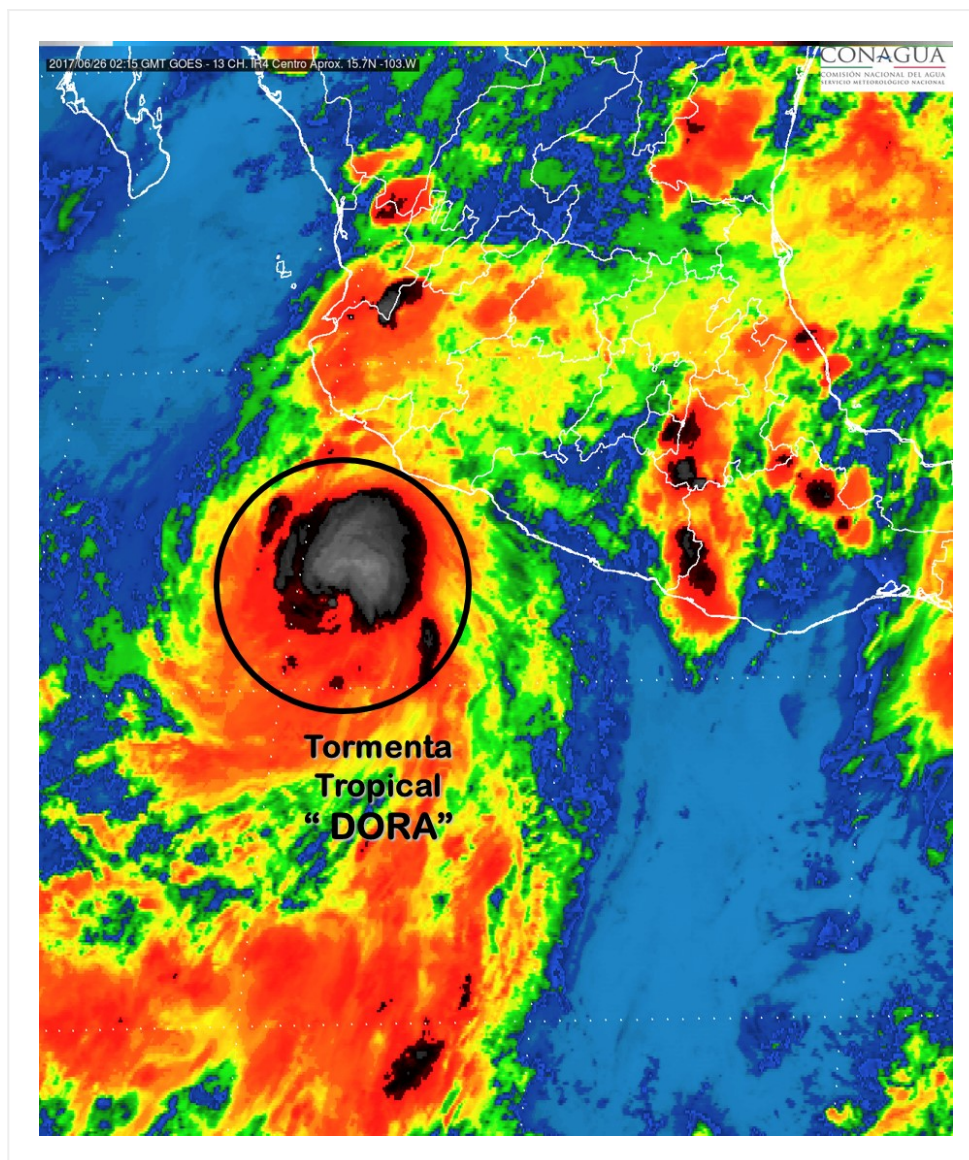 2017/06/26 02:15 GMT GOES - 13 CH. IR4 Centro Aprox. 15.7N -103.W
CONAGUA
COMISIÓN NACIONAL DEL AGUA
SERVICIO METEOROLÓGICO NACIONAL
Tormenta
Tropical
“ DORA”